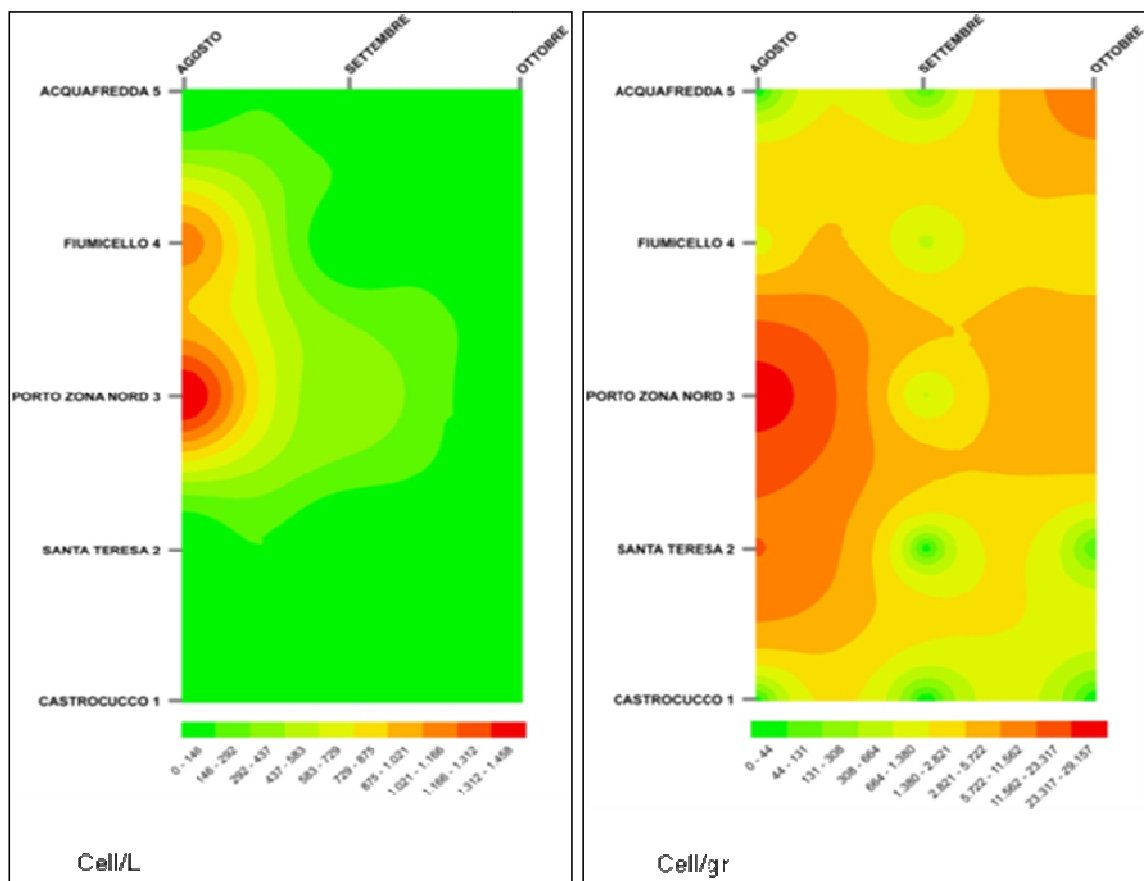 AGOSTO
SETTEMBRE
OTTOBRE
ACQUAFREDDA 5
FIUMICELLO 4
PORTO ZONA NORD 3
SANTA TERESA 2
CASTROCUCCO 1
0 - 146
146 - 292
292 - 437
437 - 583
583 - 729
729 - 875
875 - 1.021
1.021 - 1.166
1.166 - 1.312
1.312 - 1.458
Cell/L
AGOSTO
SETTEMBRE
OTTOBRE
ACQUAFREDDA 5
FIUMICELLO 4
PORTO ZONA NORD 3
SANTA TERESA 2
CASTROCUCCO 1
0 - 44
44 - 131
131 - 308
308 - 664
664 - 1.380
1.380 - 2.821
2.821 - 5.722
5.722 - 11.562
11.562 - 23.317
23.317 - 29.157
Cell/gr